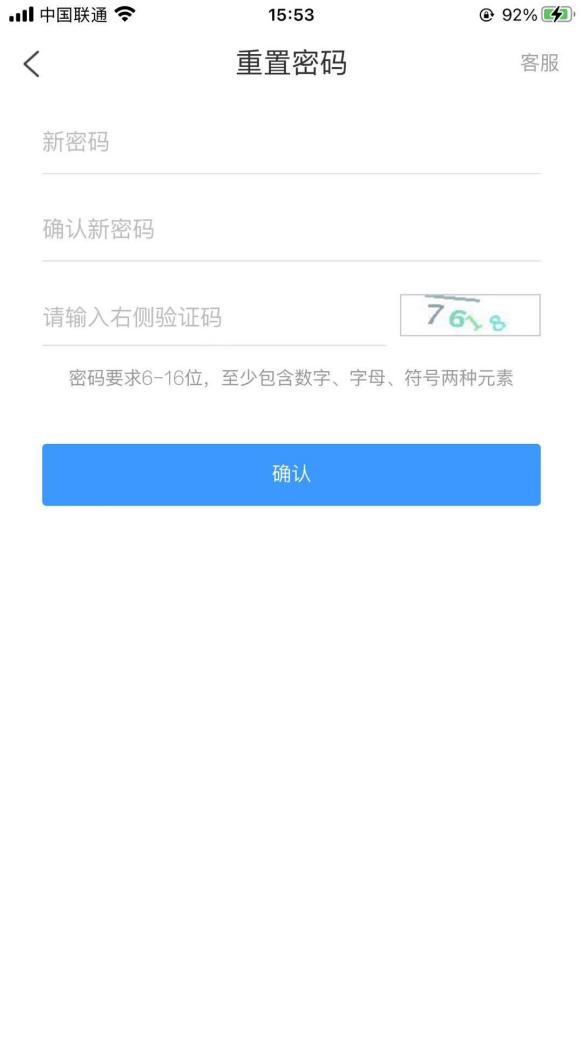 中国联通 15:53 92%
重置密码 客服
新密码
确认新密码
请输入右侧验证码 7618
密码要求6-16位，至少包含数字、字母、符号两种元素
确认